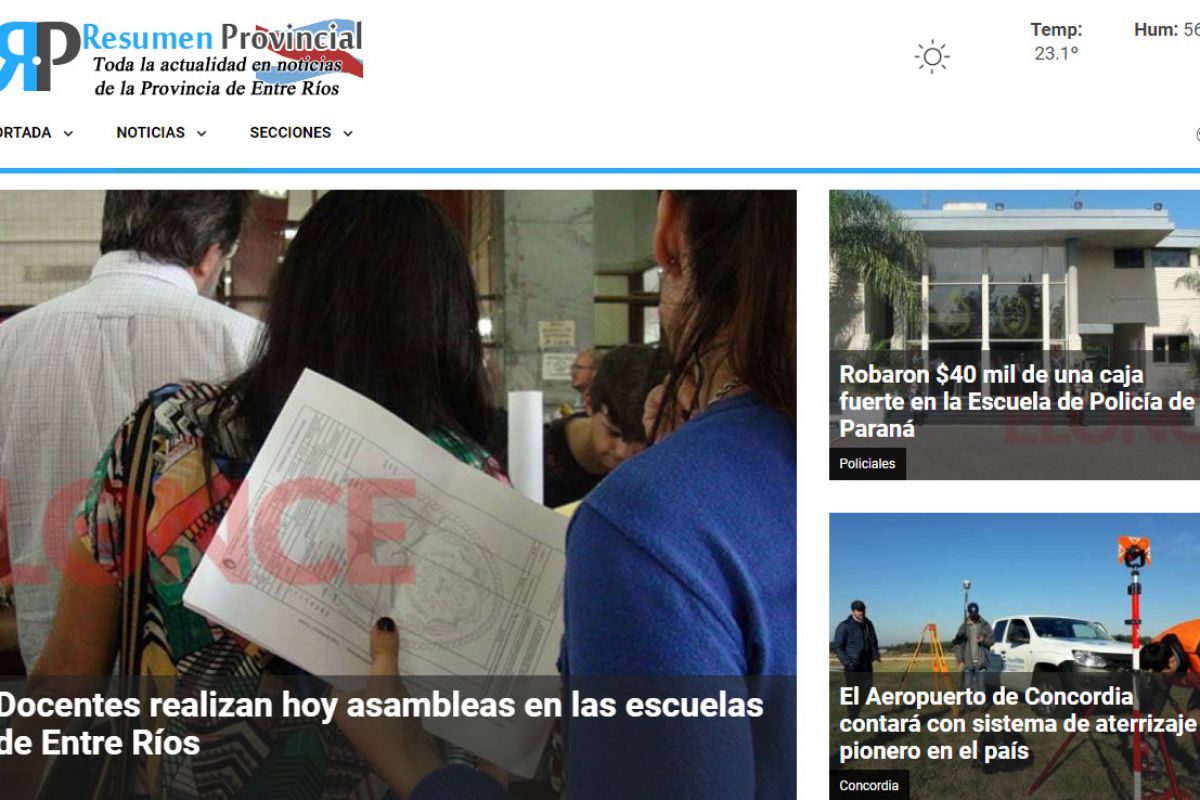 RP
Resumen Provincial
Toda la actualidad en noticias
de la Provincia de Entre Ríos
Temp:
23.1º
Hum: 56
ORTADA
NOTICIAS
SECCIONES
ELONCE
Docentes realizan hoy asambleas en las escuelas
de Entre Ríos
Robaron $40 mil de una caja
fuerte en la Escuela de Policía de
Paraná
ELONC
Policiales
El Aeropuerto de Concordia
contará con sistema de aterrizaje
pionero en el país
Concordia